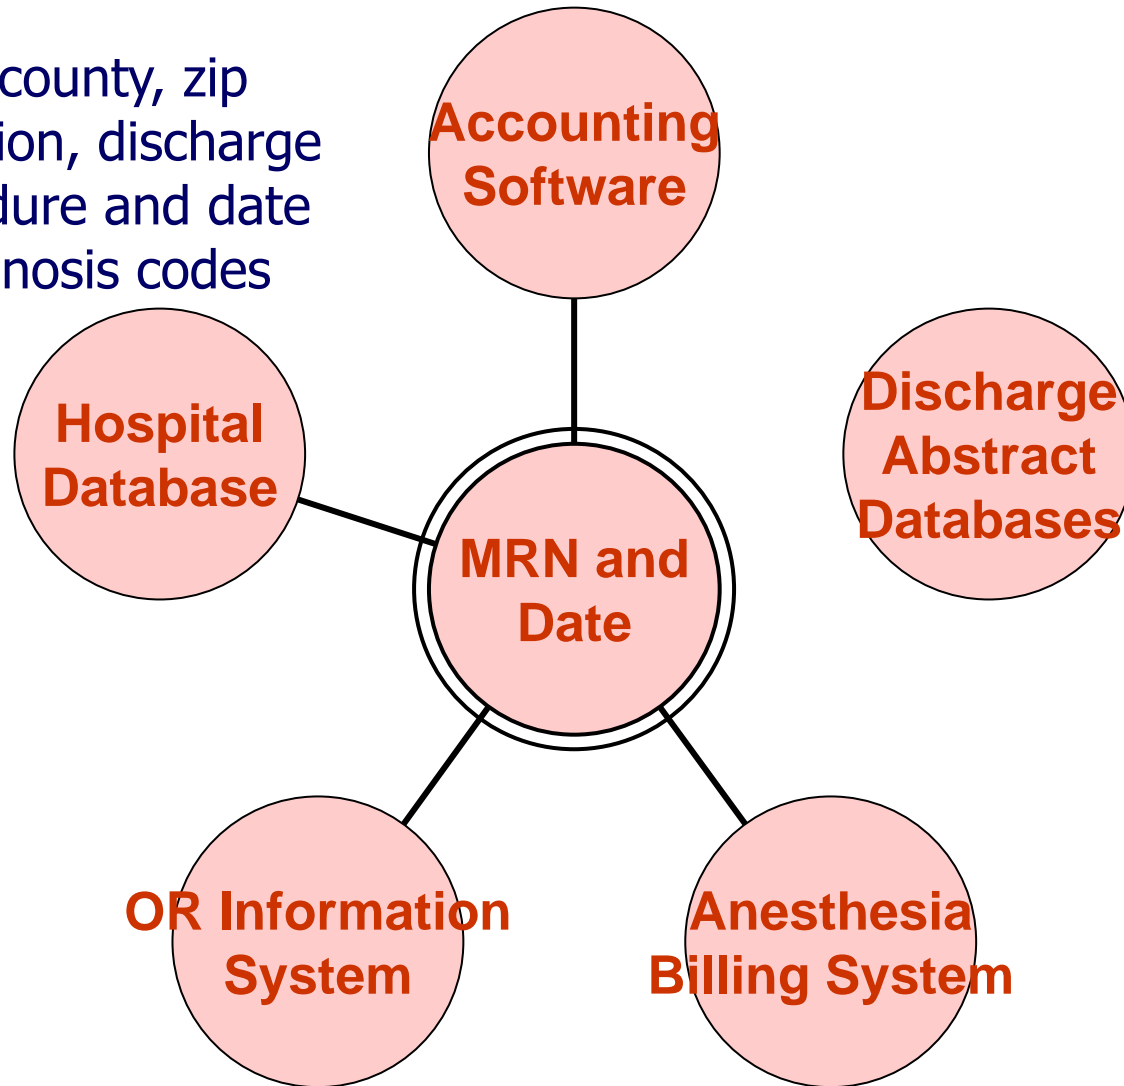 county, zip
ion, discharge
dure and date
nosis codes
Accounting
Software
Hospital
Database
Discharge
Abstract
Databases
MRN and
Date
OR Information
System
Anesthesia
Billing System